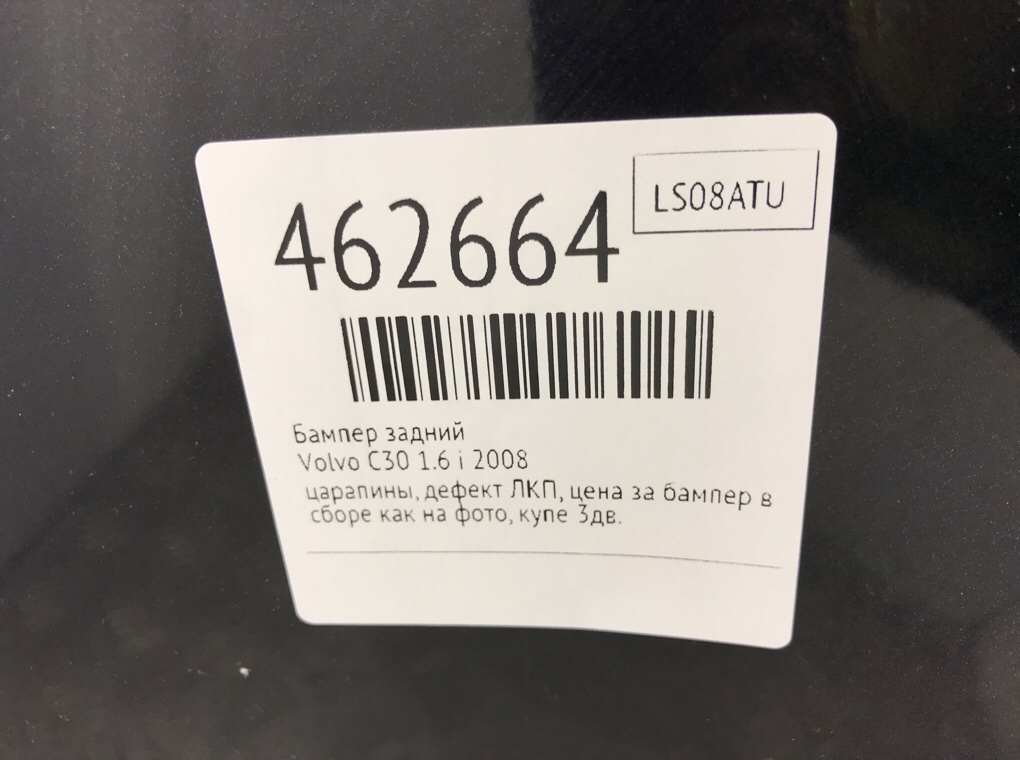 LS08ATU
462664
Бампер задний
Volvo C30 1.6 i 2008
царапины, дефект ЛКП, цена за бампер в
сборе как на фото, купе 3дв.